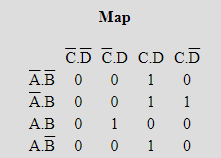 Map
C̅.D̅ C̅.D C.D C.D̅
A̅.B̅ 0 0 1 0
A̅.B 0 0 1 1
A.B 0 1 0 0
A.B̅ 0 0 1 0